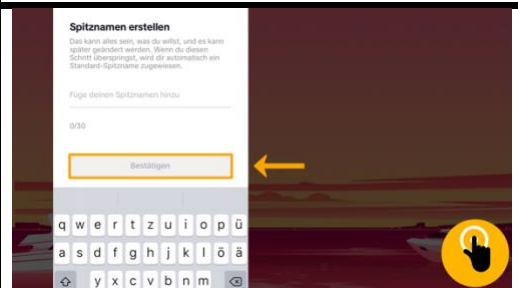 Spitznamen erstellen
Das kann alles sein, was du willst, und es kann
später geändert werden. Wenn du diesen
Schritt überspringst, wird dir automatisch ein
Standard-Spitzname zugewiesen.
Füge deinen Spitznamen hinzu
0/30
Bestätigen
q w e r t z u i o p ü
a s d f g h j k l ö ä
y x c v b n m